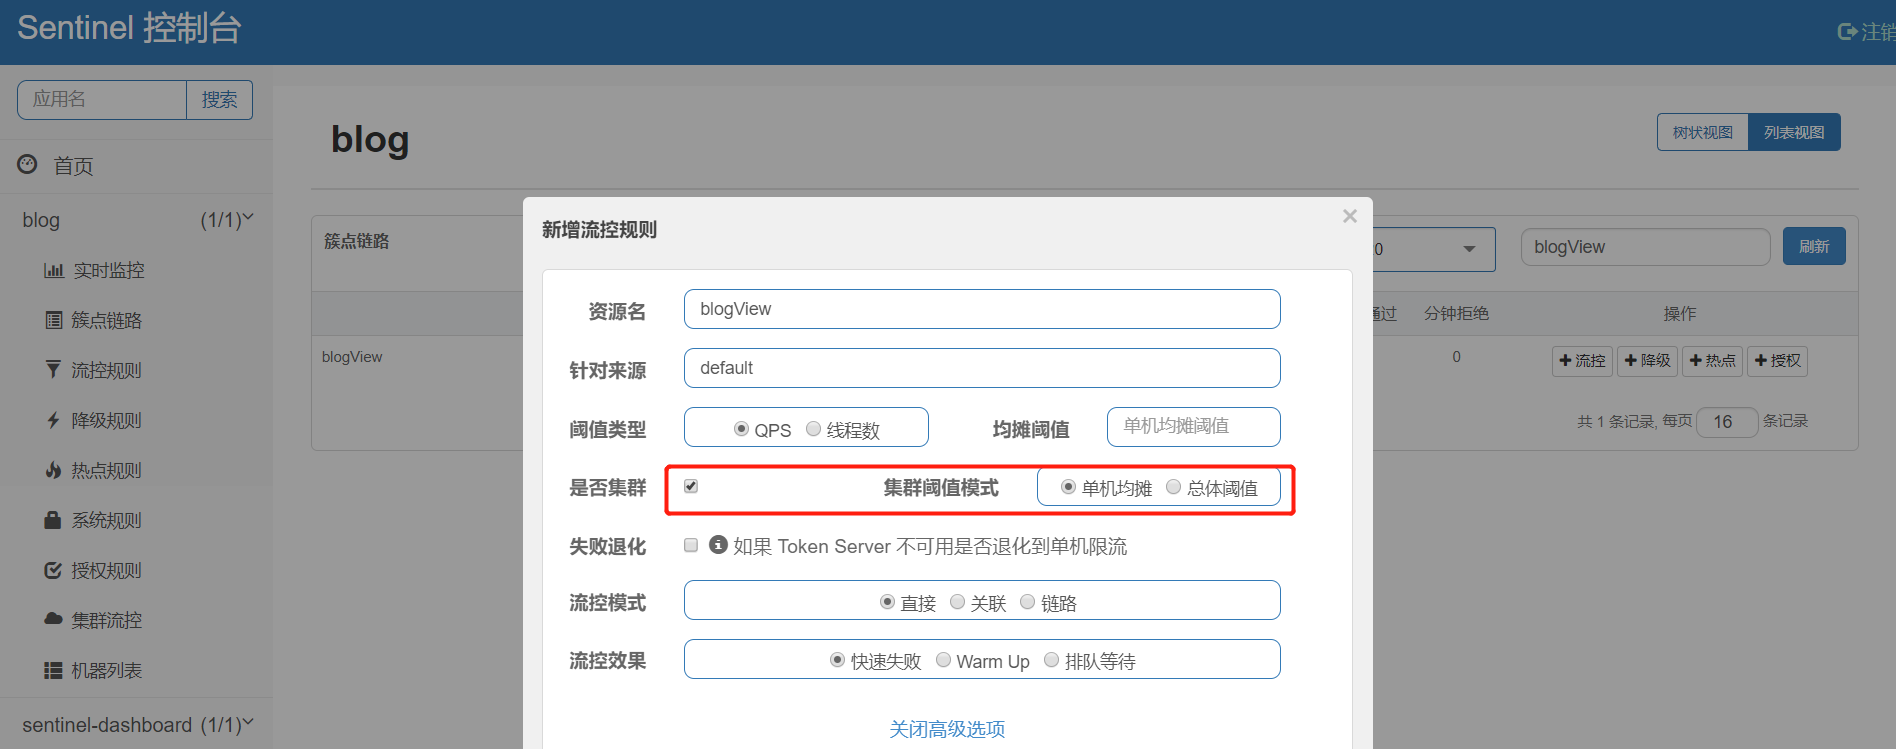 Sentinel 控制台
注销
应用名
搜索
首页
blog (1/1)
实时监控
簇点链路
流控规则
降级规则
热点规则
系统规则
授权规则
集群流控
机器列表
sentinel-dashboard (1/1)
blog
树状视图 列表视图
簇点链路
0
blogView
刷新
通过 分钟拒绝 操作
blogView
0
流控 降级 热点 授权
共 1 条记录, 每页 16 条记录
新增流控规则 ×
资源名 blogView
针对来源 default
阈值类型 QPS 线程数 均摊阈值 单机均摊阈值
是否集群 集群阈值模式 单机均摊 总体阈值
失败退化 如果 Token Server 不可用是否退化到单机限流
流控模式 直接 关联 链路
流控效果 快速失败 Warm Up 排队等待
关闭高级选项